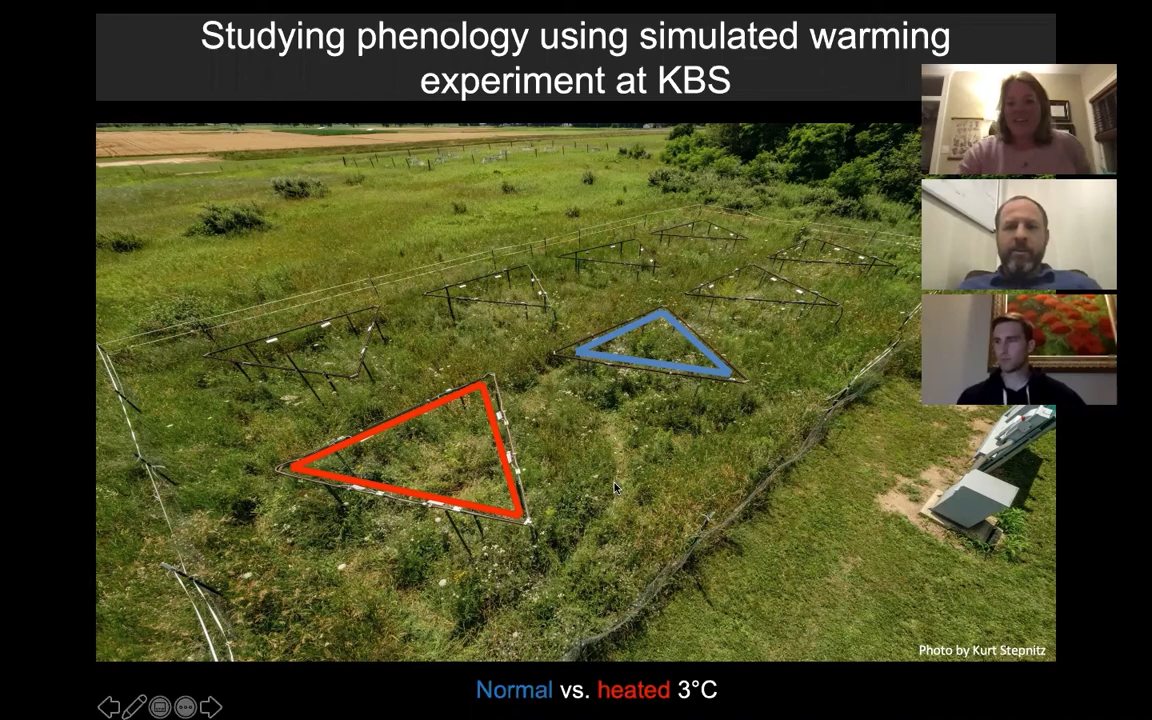 Studying phenology using simulated warming
experiment at KBS
Photo by Kurt Stepnitz
Normal vs. heated 3°C